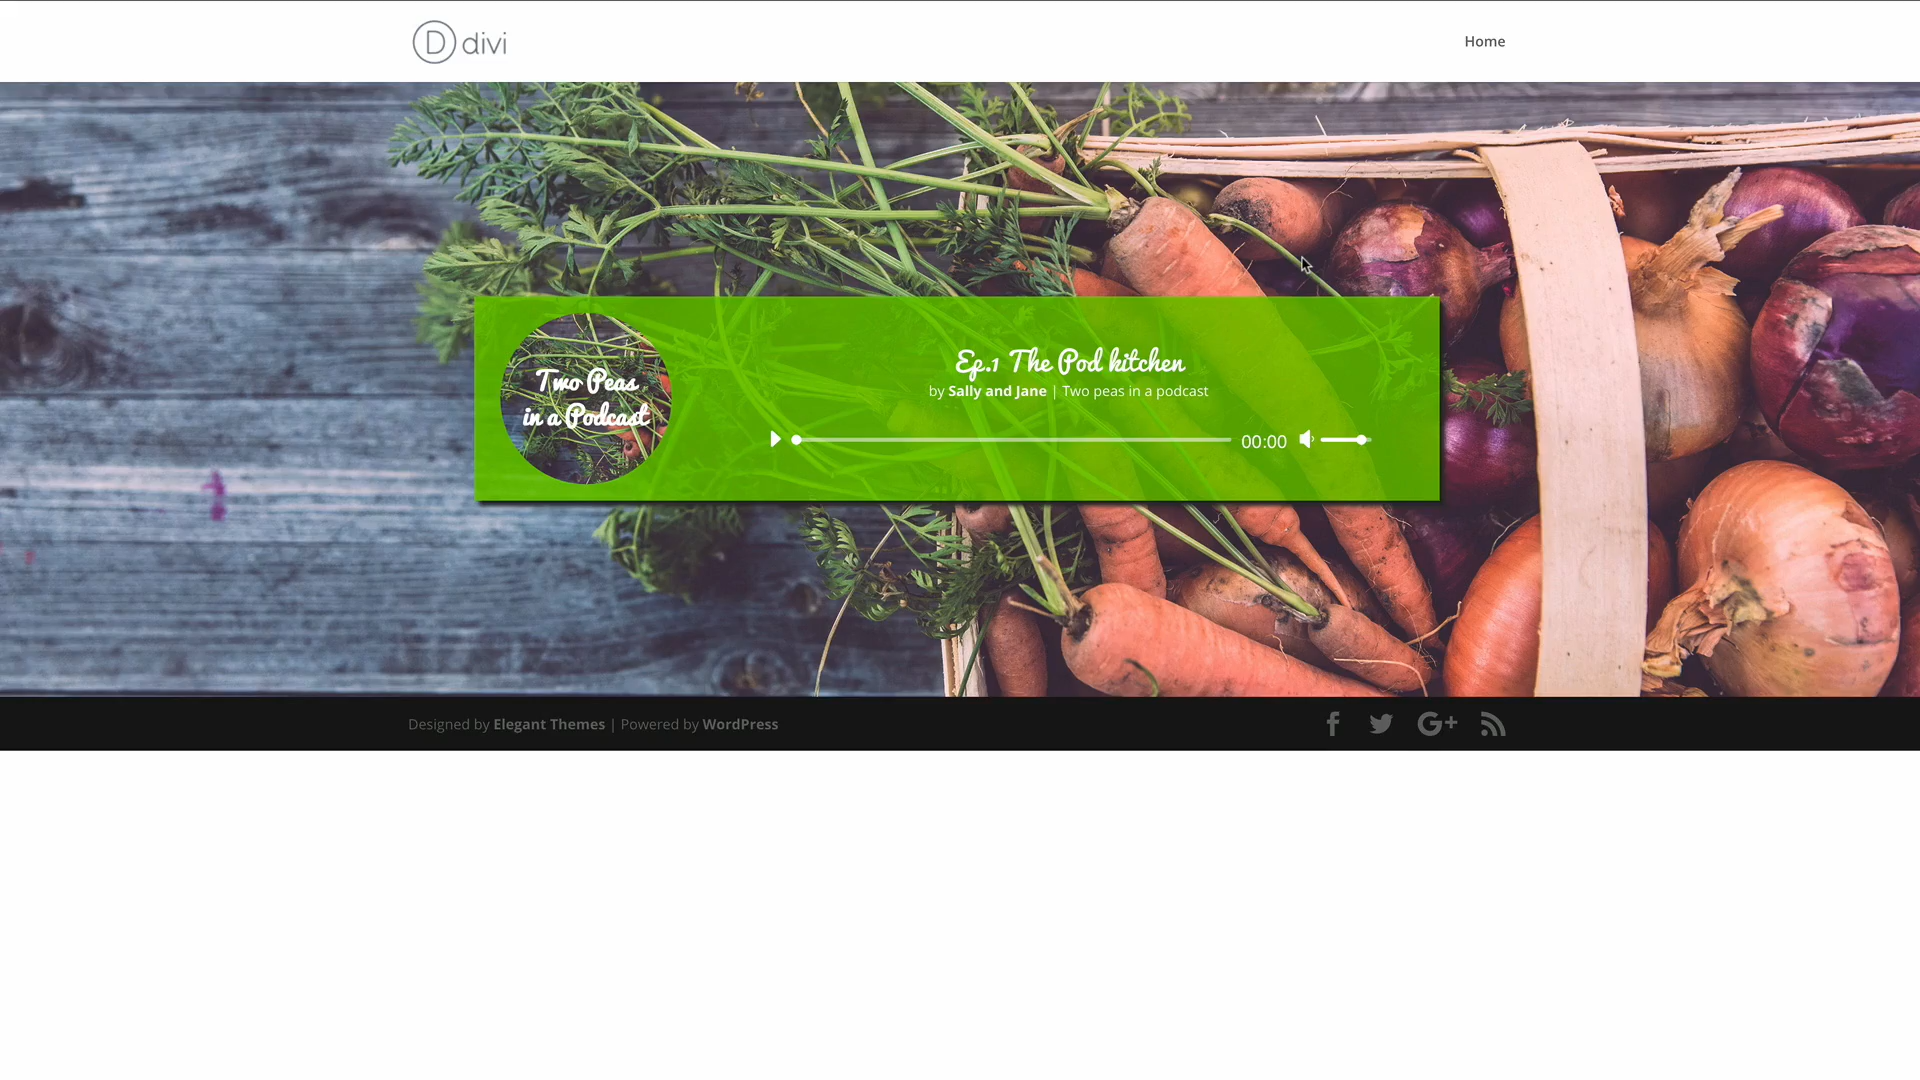 D divi
Home
Two Peas
in a Podcast
Ep.1 The Pod kitchen
by Sally and Jane | Two peas in a podcast
00:00
Designed by Elegant Themes | Powered by WordPress